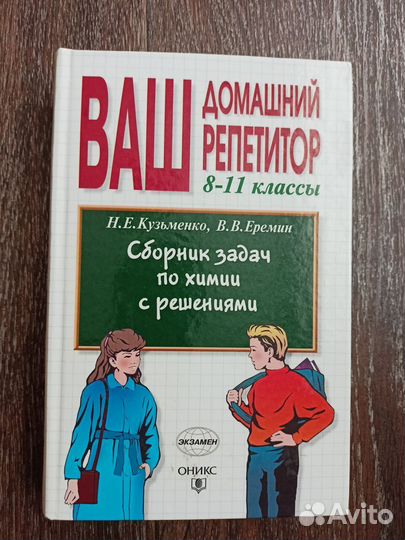 ВАШ
ДОМАШНИЙ
РЕПЕТИТОР
8-11 классы
Н.Е.Кузьменко, В.В.Еремин
Сборник задач
по химии
с решениями
ЭКЗАМЕН
ОНИКС
Avito